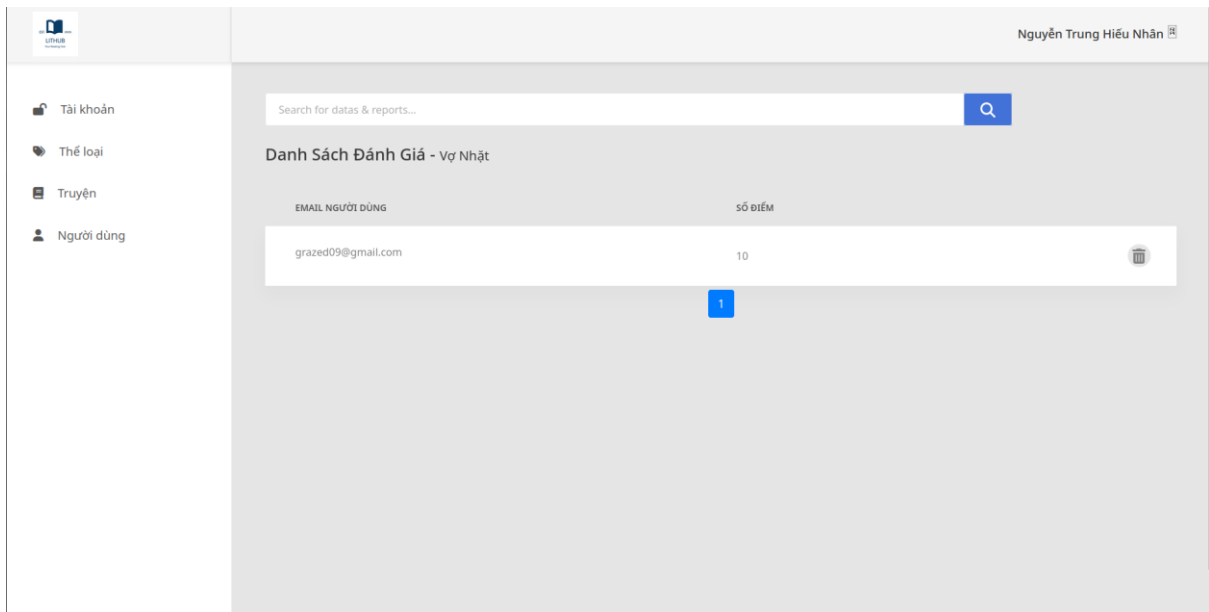 LITHUB
Nguyễn Trung Hiếu Nhân
Tài khoản
Thể loại
Truyện
Người dùng
Search for datas & reports...
Danh Sách Đánh Giá - Vợ Nhặt
EMAIL NGƯỜI DÙNG SỐ ĐIỂM
grazed09@gmail.com 10
1